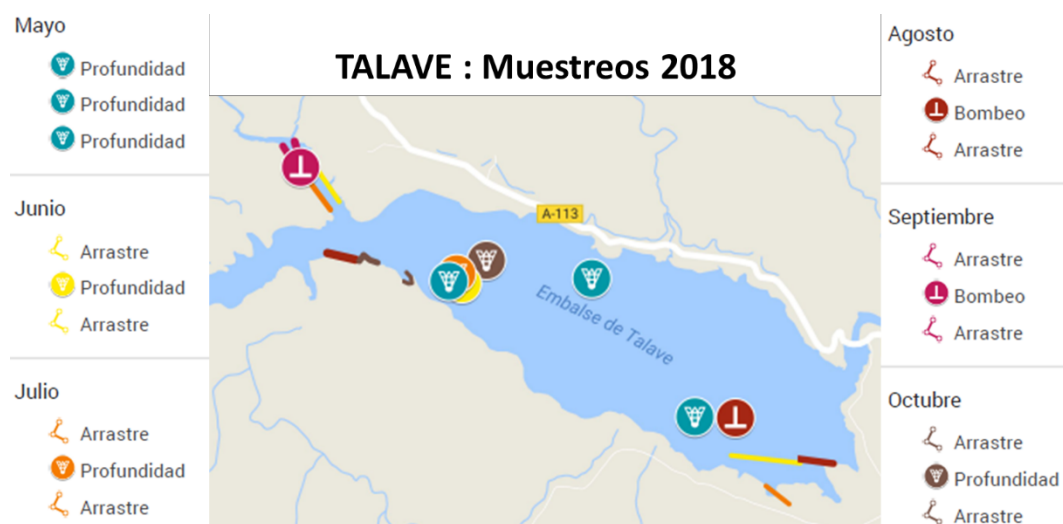 TALAVE : Muestreos 2018
Mayo
Profundidad
Profundidad
Profundidad
Junio
Arrastre
Profundidad
Arrastre
Julio
Arrastre
Profundidad
Arrastre
A-113
Embalse de Talave
Agosto
Arrastre
Bombeo
Arrastre
Septiembre
Arrastre
Bombeo
Arrastre
Octubre
Arrastre
Profundidad
Arrastre